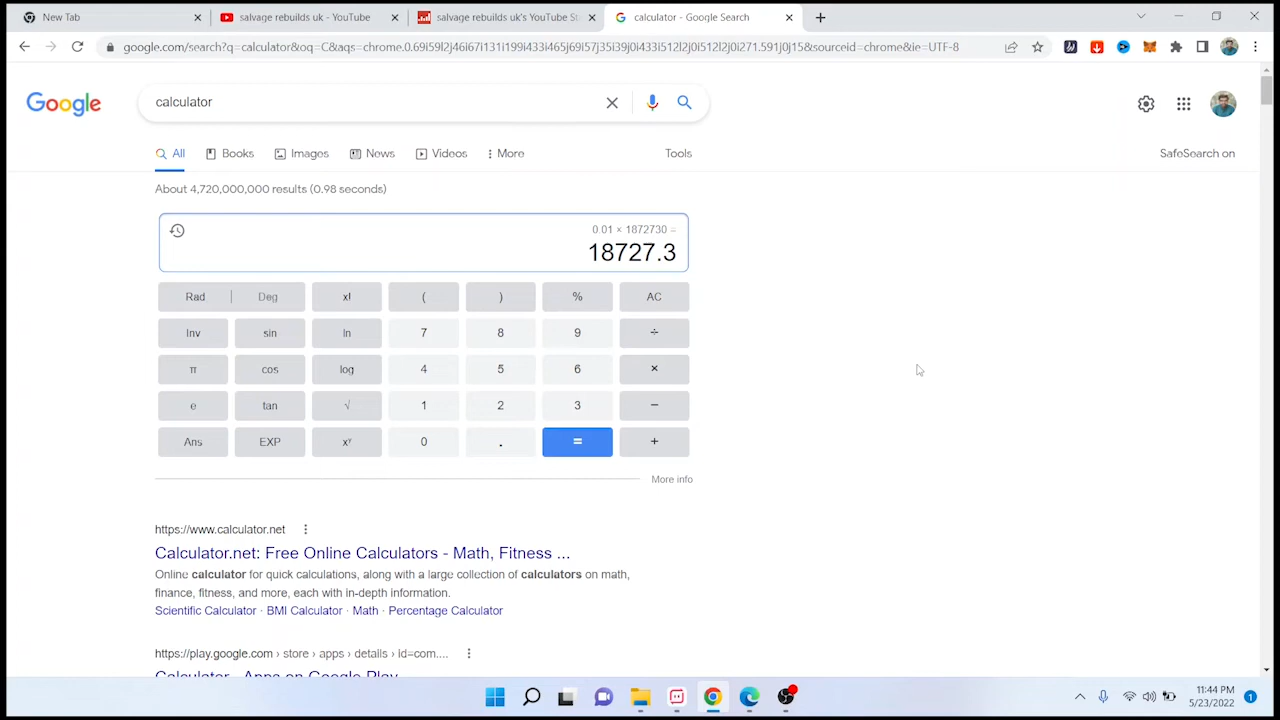 New Tab
salvage rebuilds uk - YouTube
salvage rebuilds uk's YouTube St
calculator - Google Search
google.com/search?q=calculator&oq=C&aqs=chrome.0.69i59l2j46i67i131i199i433i465j69i57j35i39j0i433i512l2j0i512l2j0i271.591j0j15&sourceid=chrome&ie=UTF-8
Google
calculator
All
Books
Images
News
Videos
More
Tools
SafeSearch on
About 4,720,000,000 results (0.98 seconds)
0.01 × 1872730 =
18727.3
Rad Deg x! ( ) % AC
Inv sin ln 7 8 9 ÷
π cos log 4 5 6 ×
e tan √ 1 2 3 −
Ans EXP xʸ 0 . = +
More info
https://www.calculator.net
Calculator.net: Free Online Calculators - Math, Fitness ...
Online calculator for quick calculations, along with a large collection of calculators on math,
finance, fitness, and more, each with in-depth information.
Scientific Calculator · BMI Calculator · Math · Percentage Calculator
https://play.google.com › store › apps › details › id=com....
Calculator - Apps on Google Play
11:44 PM
5/23/2022
1